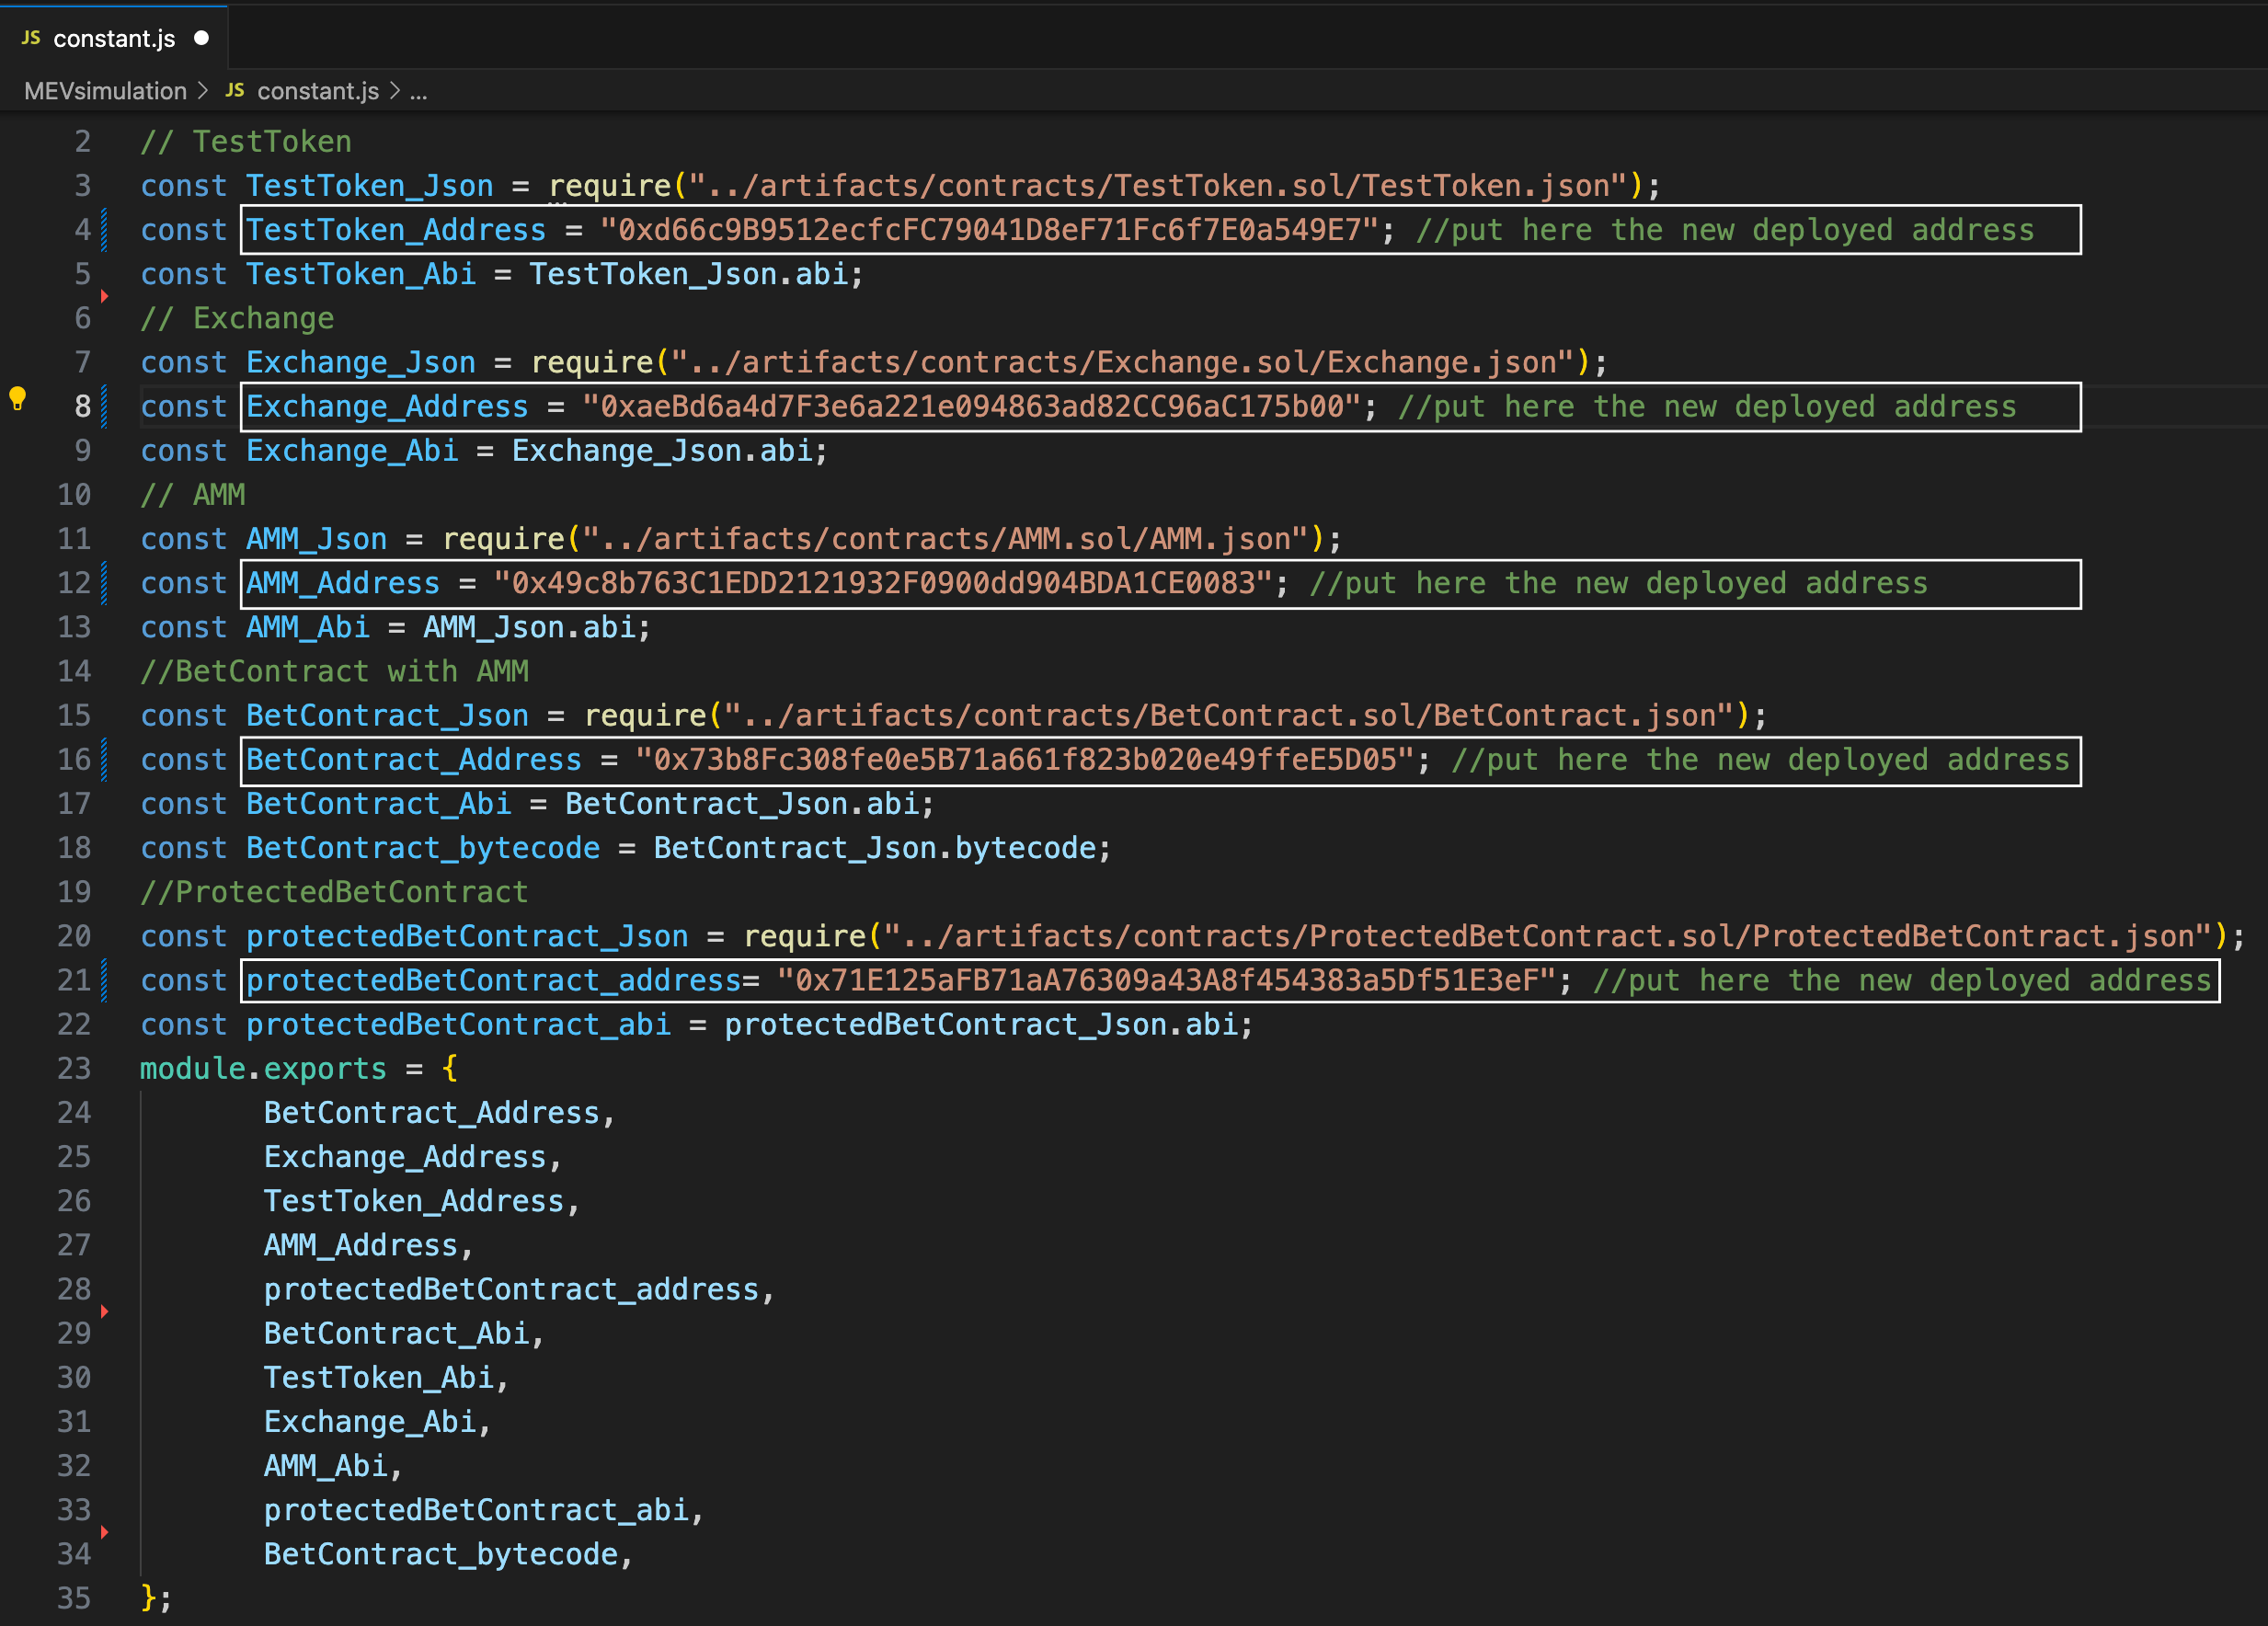 JS constant.js
MEVsimulation > JS constant.js > ...
2 // TestToken
3 const TestToken_Json = require("../artifacts/contracts/TestToken.sol/TestToken.json");
4 const TestToken_Address = "0xd66c9B9512ecfcFC79041D8eF71Fc6f7E0a549E7"; //put here the new deployed address
5 const TestToken_Abi = TestToken_Json.abi;
6 // Exchange
7 const Exchange_Json = require("../artifacts/contracts/Exchange.sol/Exchange.json");
8 const Exchange_Address = "0xaeBd6a4d7F3e6a221e094863ad82CC96aC175b00"; //put here the new deployed address
9 const Exchange_Abi = Exchange_Json.abi;
10 // AMM
11 const AMM_Json = require("../artifacts/contracts/AMM.sol/AMM.json");
12 const AMM_Address = "0x49c8b763C1EDD2121932F0900dd904BDA1CE0083"; //put here the new deployed address
13 const AMM_Abi = AMM_Json.abi;
14 //BetContract with AMM
15 const BetContract_Json = require("../artifacts/contracts/BetContract.sol/BetContract.json");
16 const BetContract_Address = "0x73b8Fc308fe0e5B71a661f823b020e49ffeE5D05"; //put here the new deployed address
17 const BetContract_Abi = BetContract_Json.abi;
18 const BetContract_bytecode = BetContract_Json.bytecode;
19 //ProtectedBetContract
20 const protectedBetContract_Json = require("../artifacts/contracts/ProtectedBetContract.sol/ProtectedBetContract.json");
21 const protectedBetContract_address= "0x71E125aFB71aA76309a43A8f454383a5Df51E3eF"; //put here the new deployed address
22 const protectedBetContract_abi = protectedBetContract_Json.abi;
23 module.exports = {
24 BetContract_Address,
25 Exchange_Address,
26 TestToken_Address,
27 AMM_Address,
28 protectedBetContract_address,
29 BetContract_Abi,
30 TestToken_Abi,
31 Exchange_Abi,
32 AMM_Abi,
33 protectedBetContract_abi,
34 BetContract_bytecode,
35 };